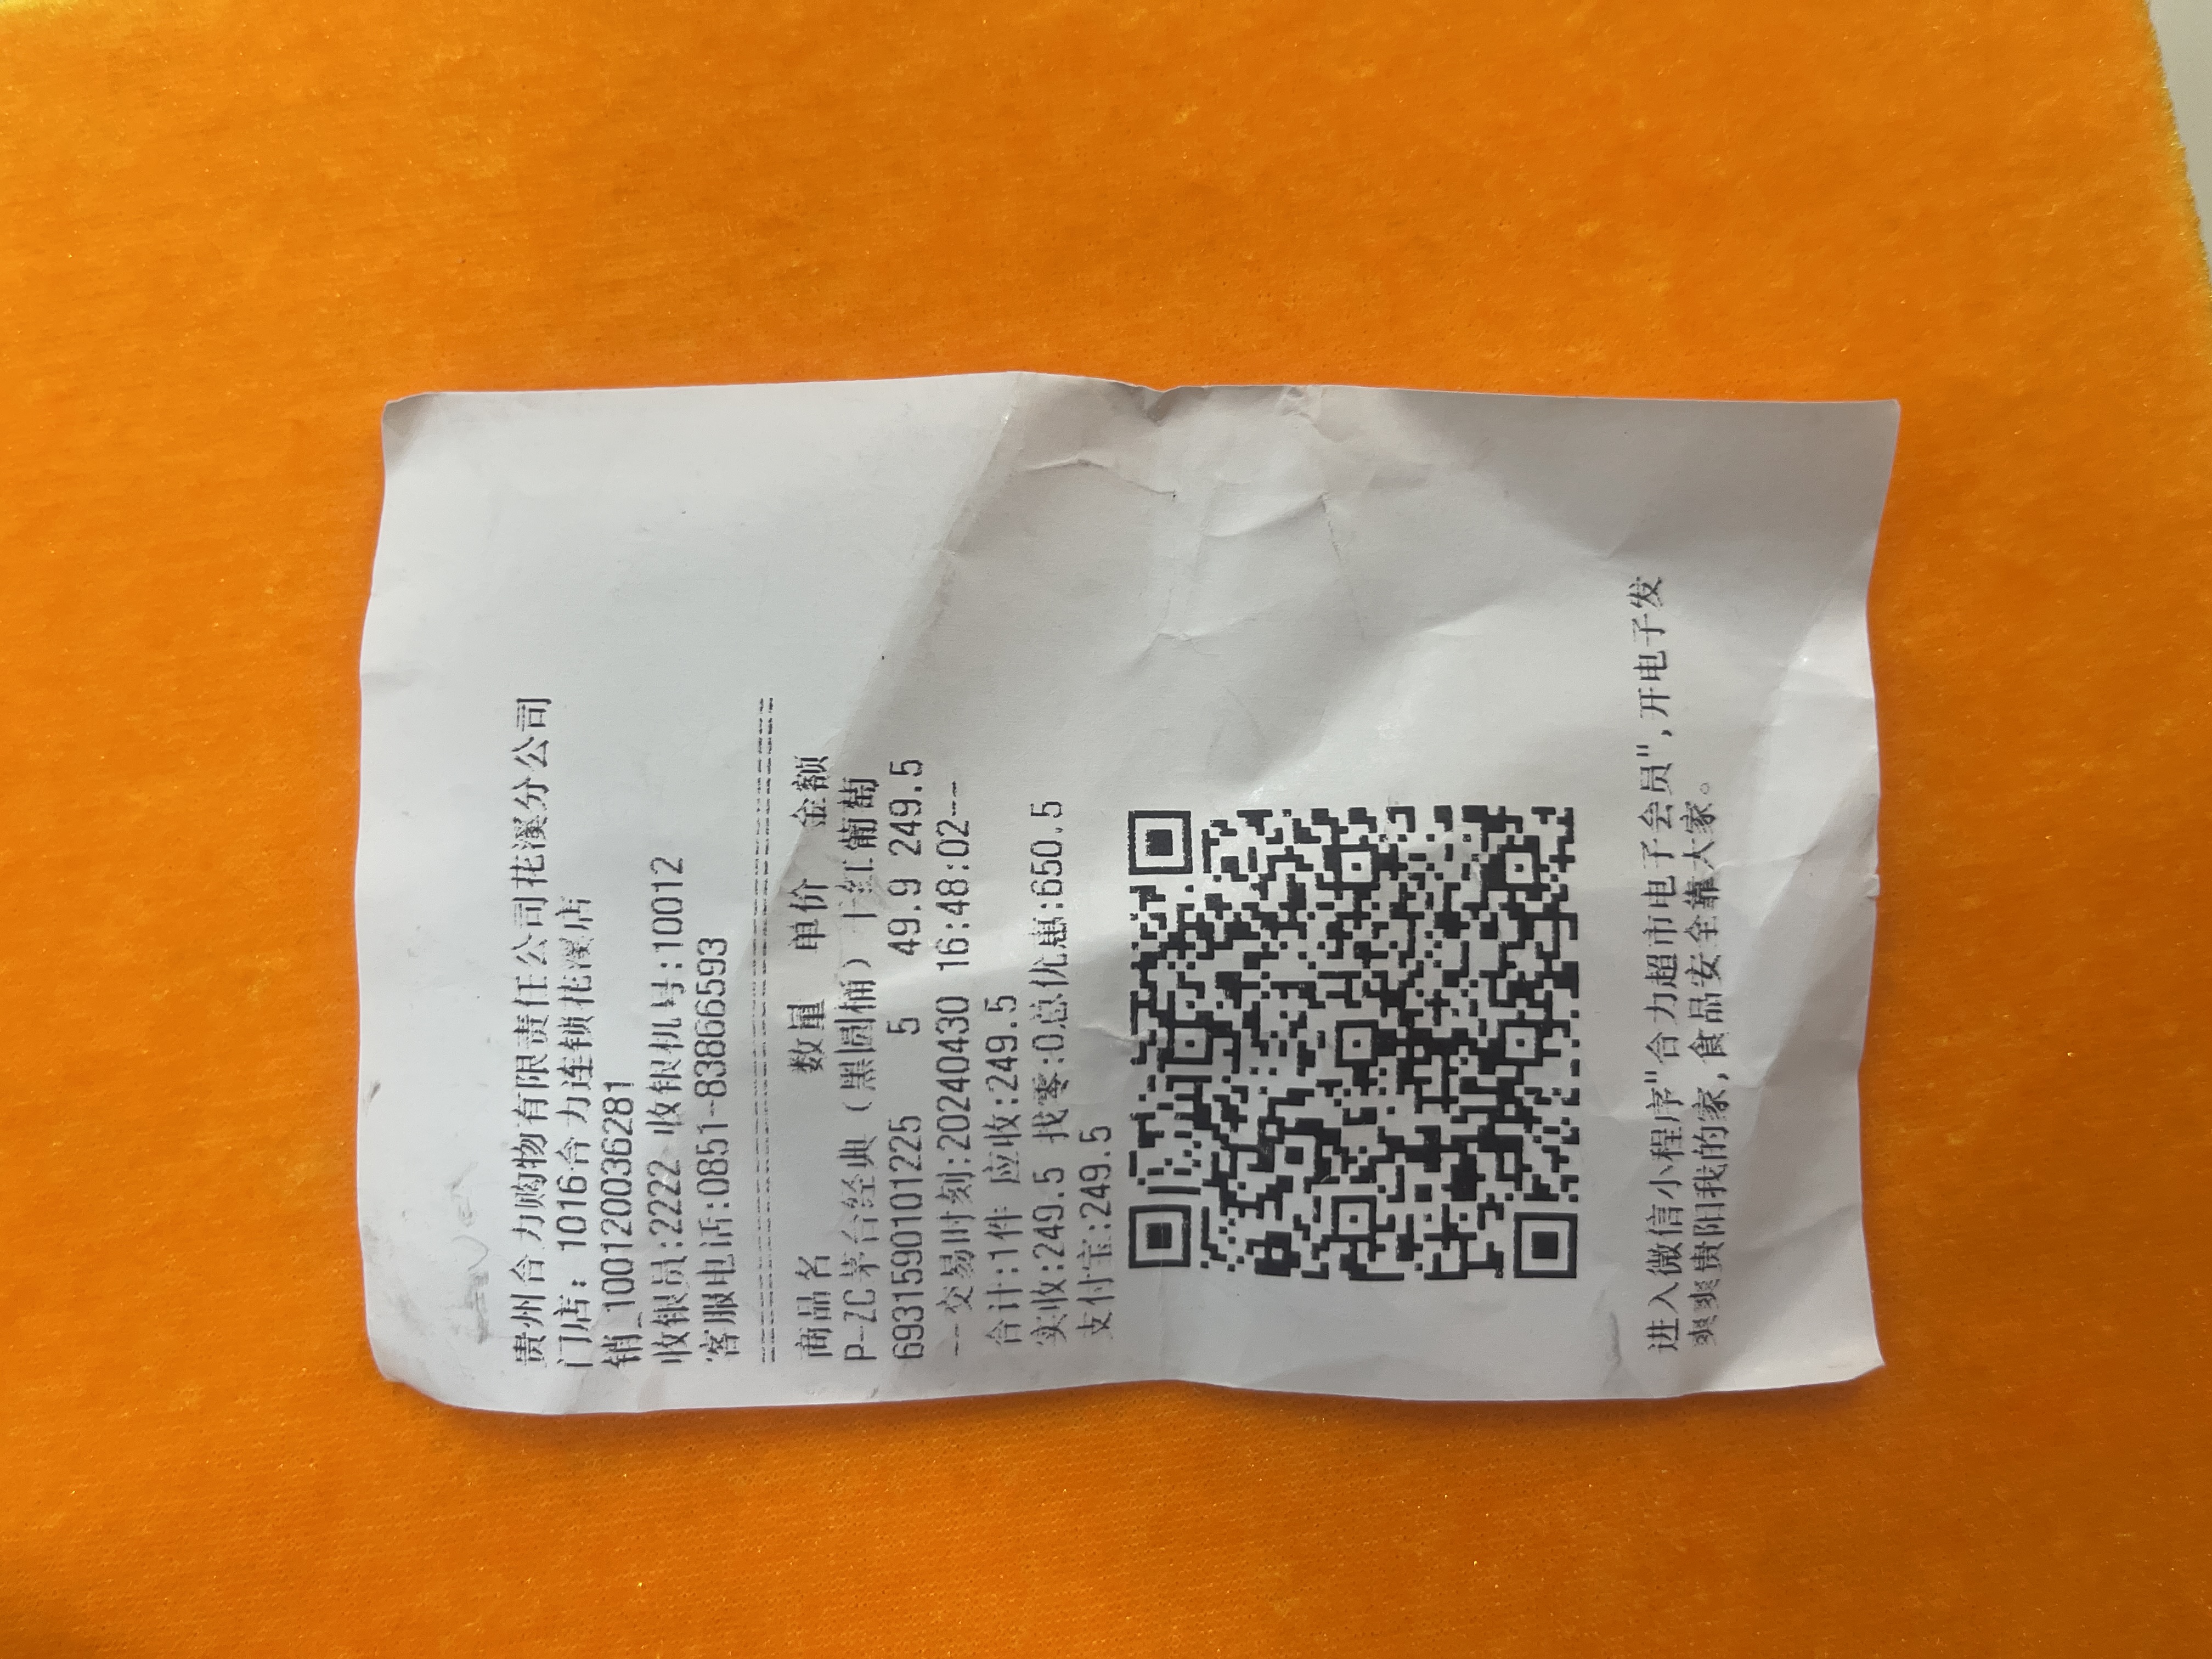 贵州合力购物有限责任公司花溪分公司
门店: 1016合力连锁花溪店
销_1001200036281
收银员:2222 收银机号:10012
客服电话:0851-83866593
商品名 数量 单价 金额
P-ZC茅台经典（黑圆桶）干红葡萄
6931590101225 5 49.9 249.5
--交易时刻:20240430 16:48:02---
合计:1件 应收:249.5
实收:249.5 找零:0总优惠:650.5
支付宝:249.5
进入微信小程序"合力超市电子会员",开电子发
爽爽贵阳我的家,食品安全靠大家。